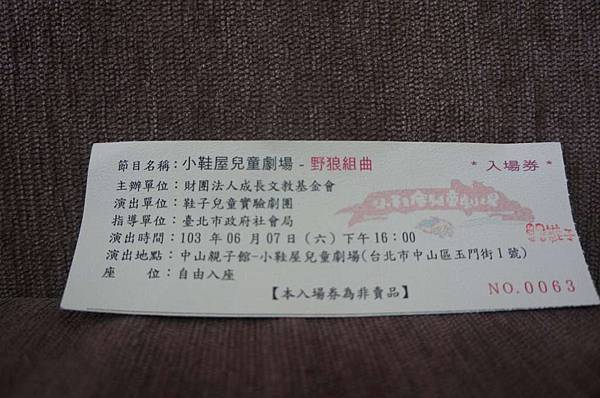 節目名稱：小鞋屋兒童劇場 - 野狼組曲
* 入場券 *
主辦單位：財團法人成長文教基金會
演出單位：鞋子兒童實驗劇團
指導單位：臺北市政府社會局
演出時間：103 年 06 月 07 日（六）下午 16：00
演出地點：中山親子館-小鞋屋兒童劇場(台北市中山區玉門街1號)
座　　位：自由入座
【本入場券為非賣品】
NO.0063